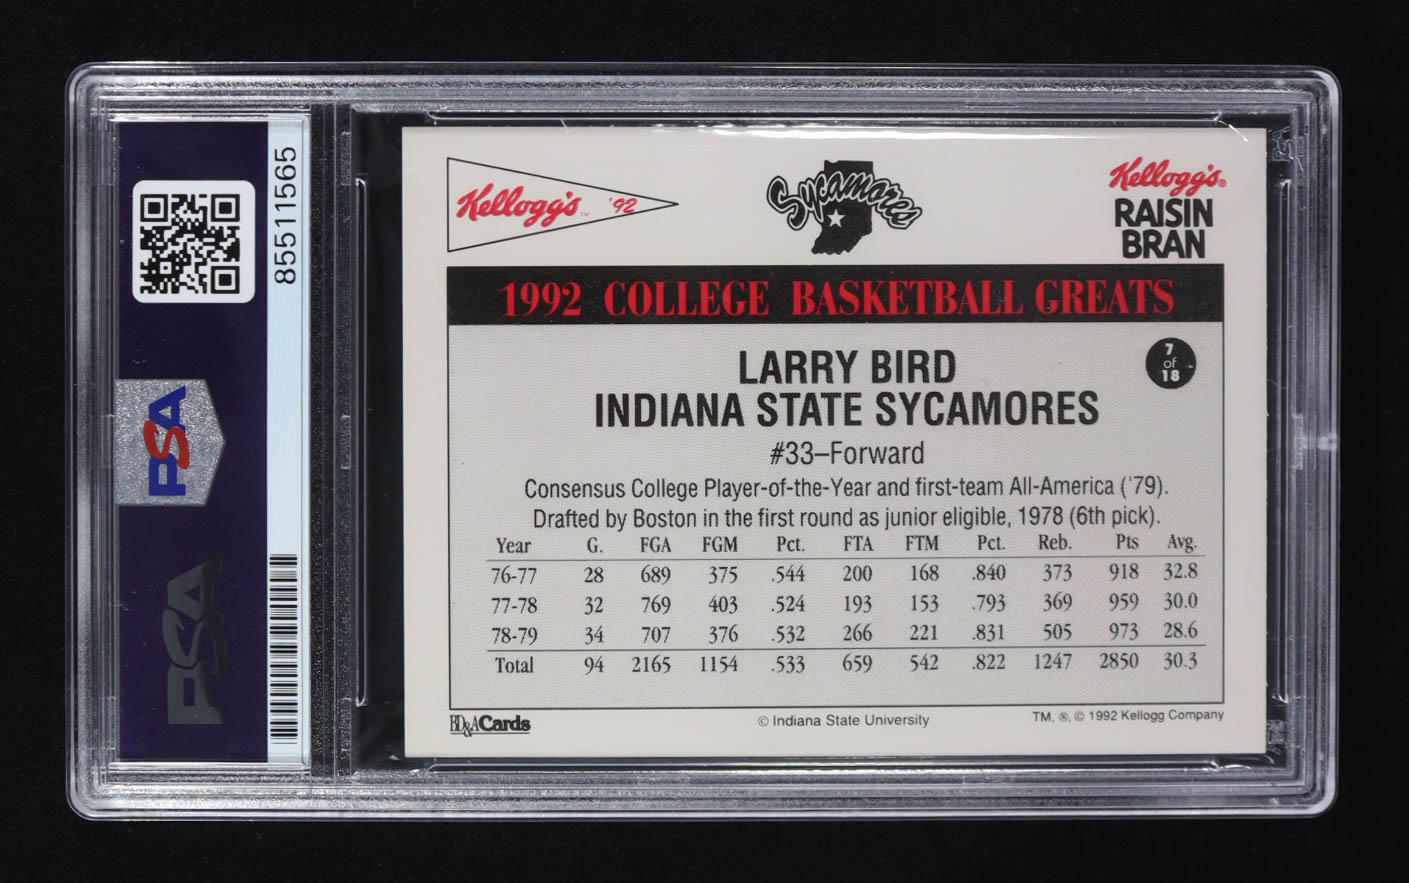 85511565
PSA
PSA
Kellogg's™ '92
Sycamores
Kellogg's®
RAISIN
BRAN
1992 COLLEGE BASKETBALL GREATS
7
of
18
LARRY BIRD
INDIANA STATE SYCAMORES
#33–Forward
Consensus College Player-of-the-Year and first-team All-America ('79).
Drafted by Boston in the first round as junior eligible, 1978 (6th pick).
Year G. FGA FGM Pct. FTA FTM Pct. Reb. Pts Avg.
76-77 28 689 375 .544 200 168 .840 373 918 32.8
77-78 32 769 403 .524 193 153 .793 369 959 30.0
78-79 34 707 376 .532 266 221 .831 505 973 28.6
Total 94 2165 1154 .533 659 542 .822 1247 2850 30.3
BD&A Cards © Indiana State University TM, ®, © 1992 Kellogg Company